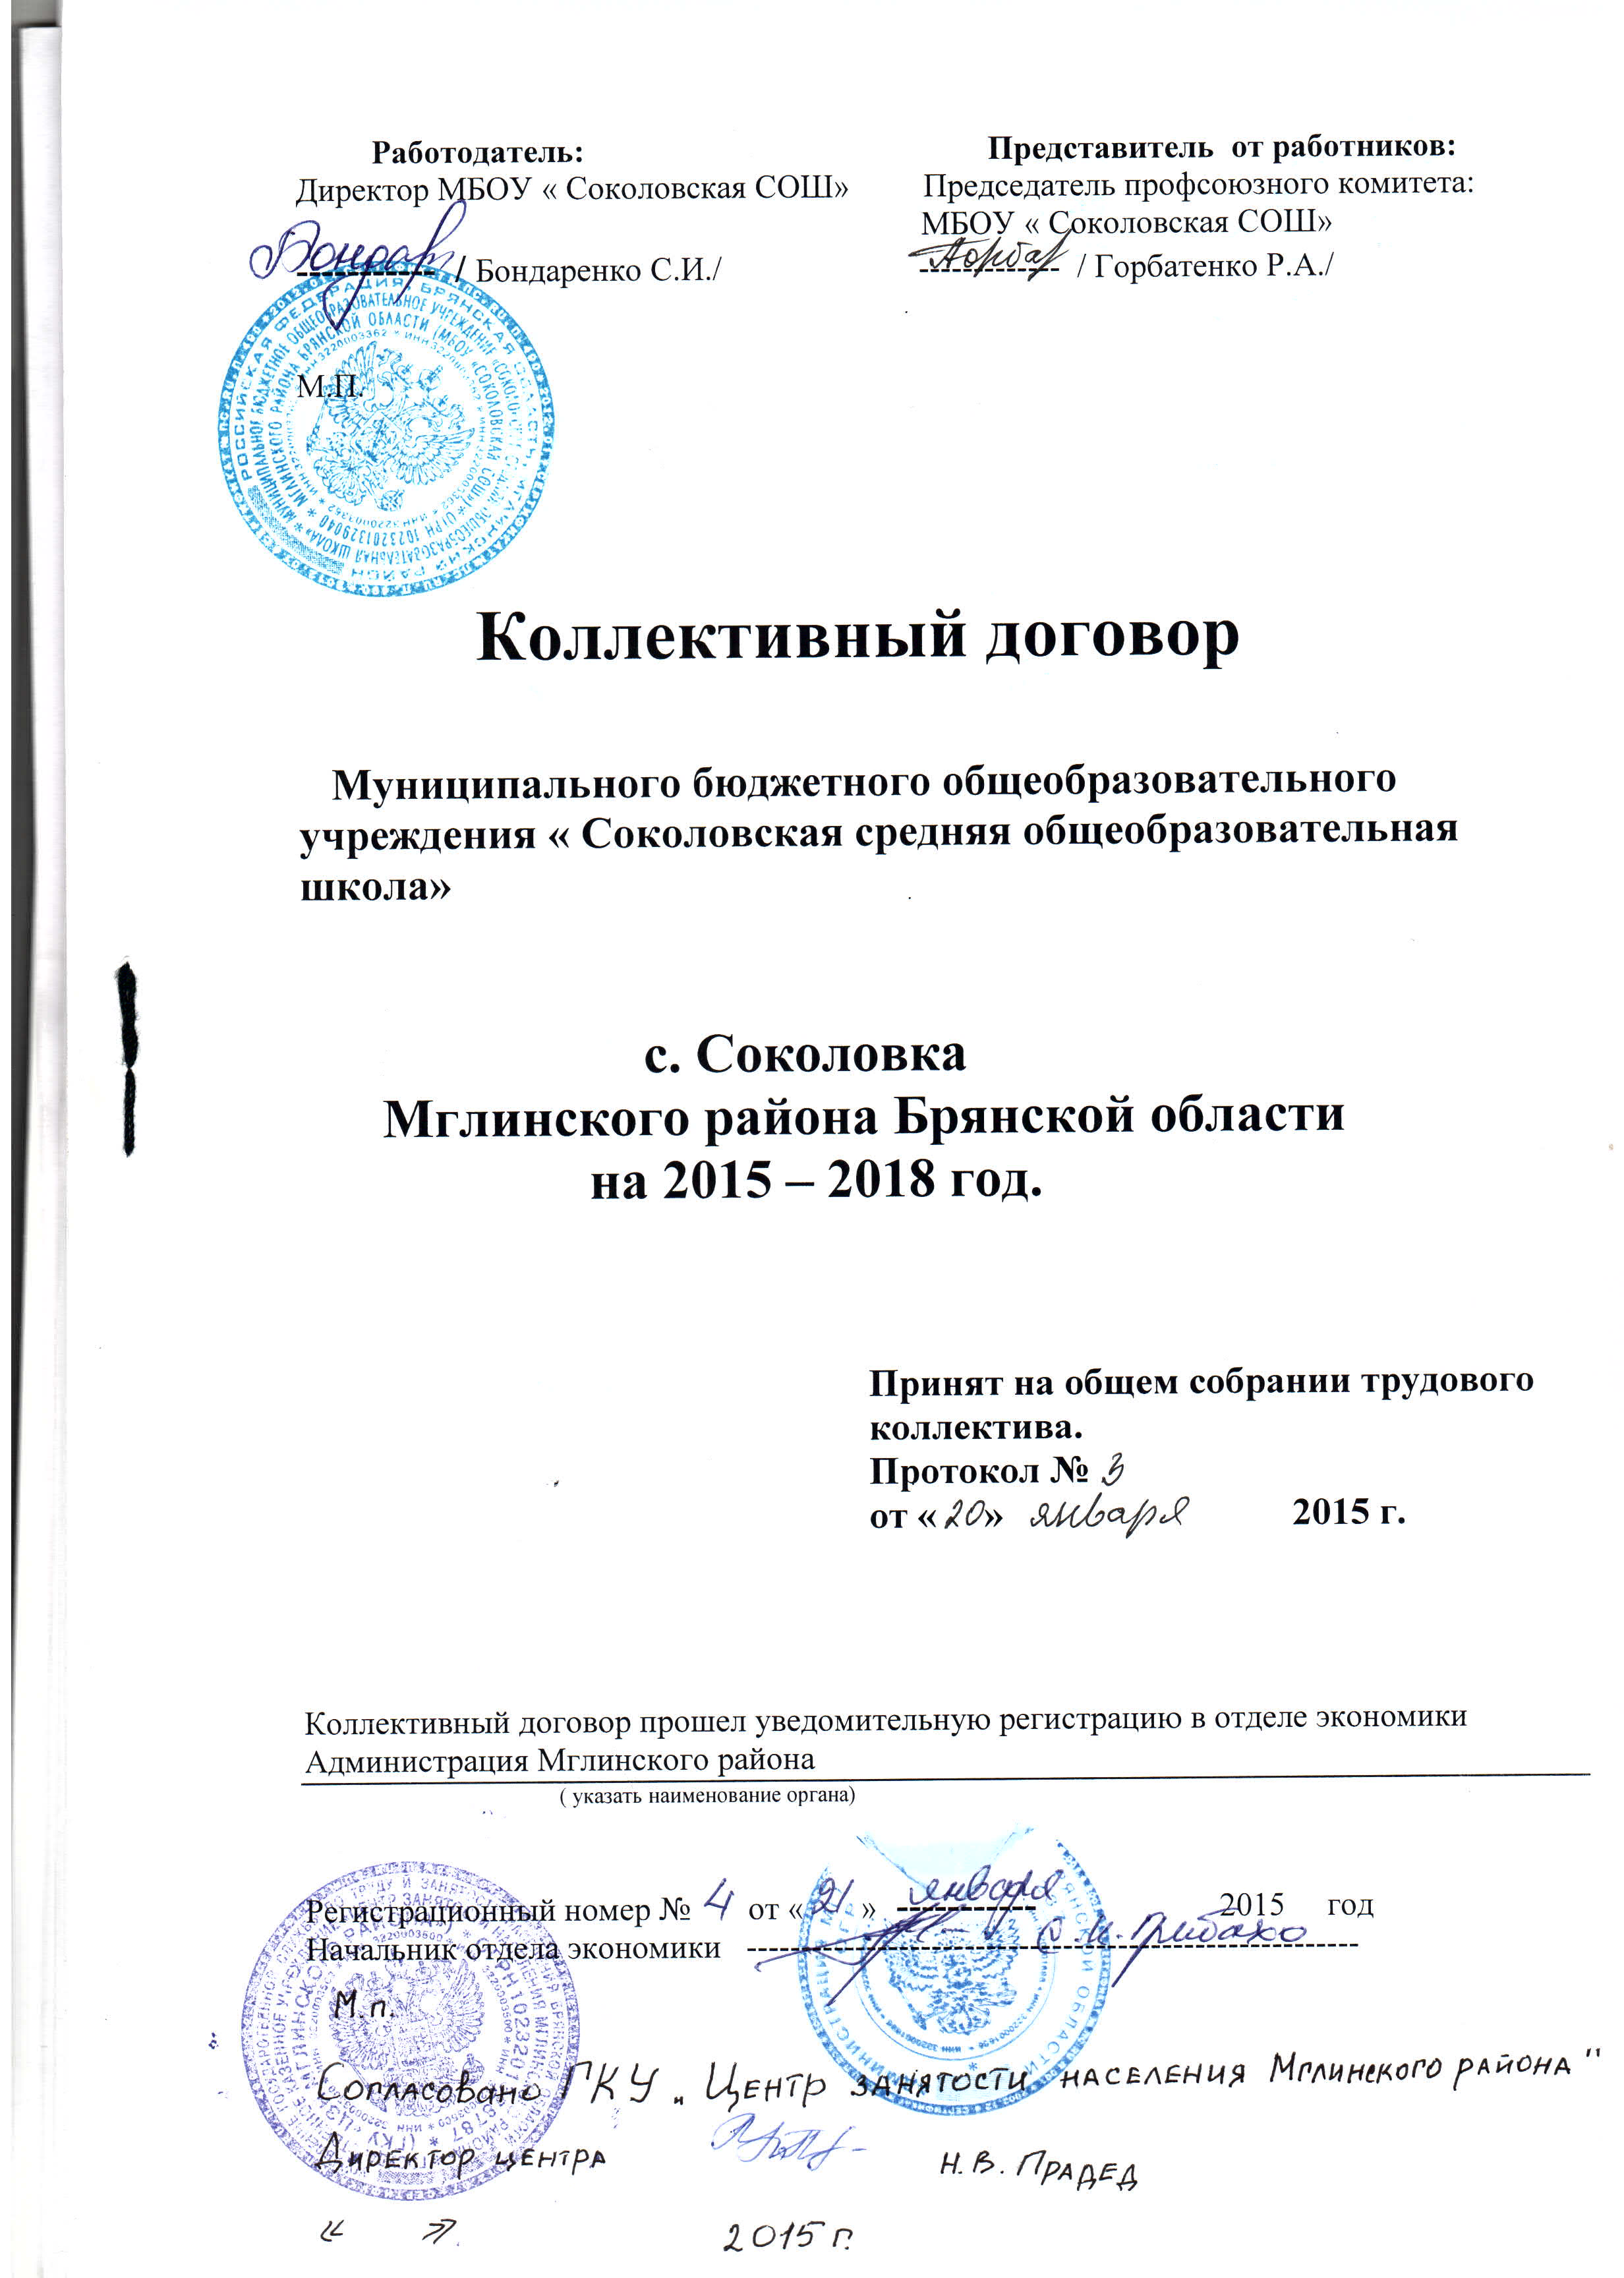 Работодатель:
Директор МБОУ « Соколовская СОШ»
------------ / Бондаренко С.И./
М.П.
Представитель от работников:
Председатель профсоюзного комитета:
МБОУ « Соколовская СОШ»
------------ / Горбатенко Р.А./
Коллективный договор
Муниципального бюджетного общеобразовательного
учреждения « Соколовская средняя общеобразовательная
школа»
с. Соколовка
Мглинского района Брянской области
на 2015 – 2018 год.
Принят на общем собрании трудового
коллектива.
Протокол № 3
от « 20» января 2015 г.
Коллективный договор прошел уведомительную регистрацию в отделе экономики
Администрация Мглинского района
( указать наименование органа)
Регистрационный номер № 4 от « 21 » января 2015 год
Начальник отдела экономики
М.п.
Согласовано ГКУ „Центр занятости населения Мглинского района"
Директор центра Н.В. Прадед
« » 2015 г.